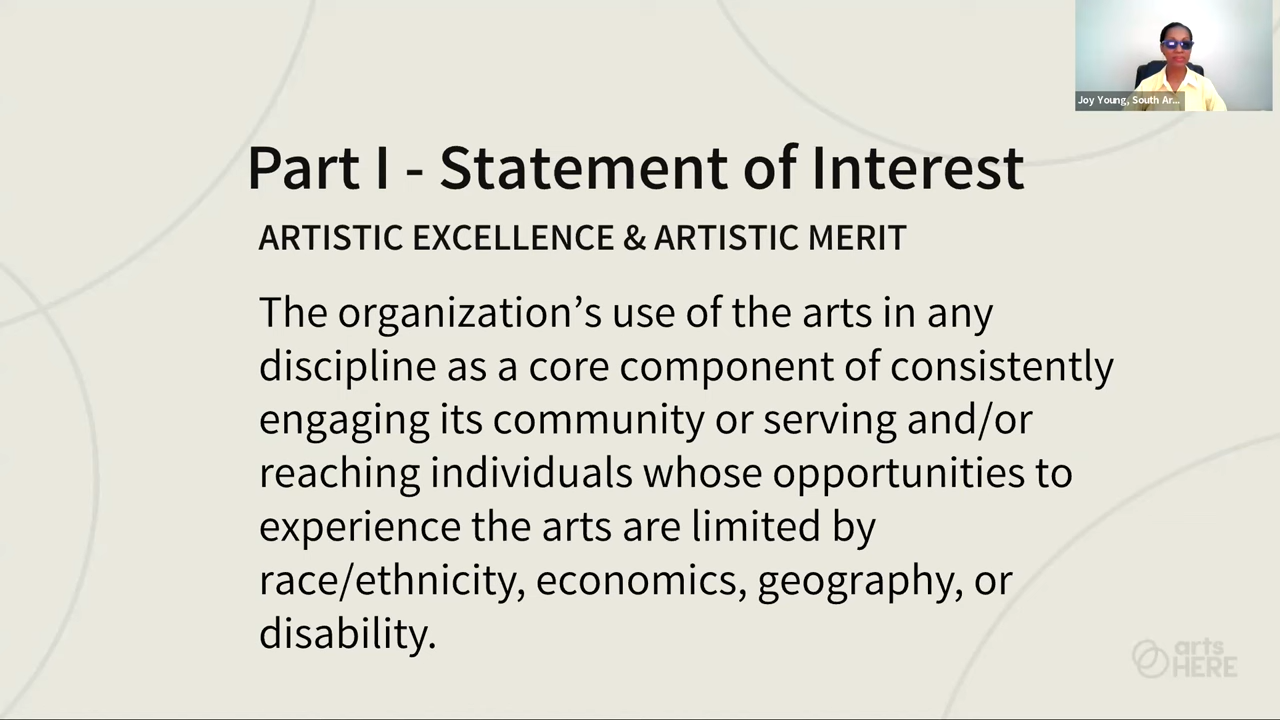 Joy Young, South Ar...
Part I - Statement of Interest
ARTISTIC EXCELLENCE & ARTISTIC MERIT
The organization’s use of the arts in any
discipline as a core component of consistently
engaging its community or serving and/or
reaching individuals whose opportunities to
experience the arts are limited by
race/ethnicity, economics, geography, or
disability.
arts
HERE